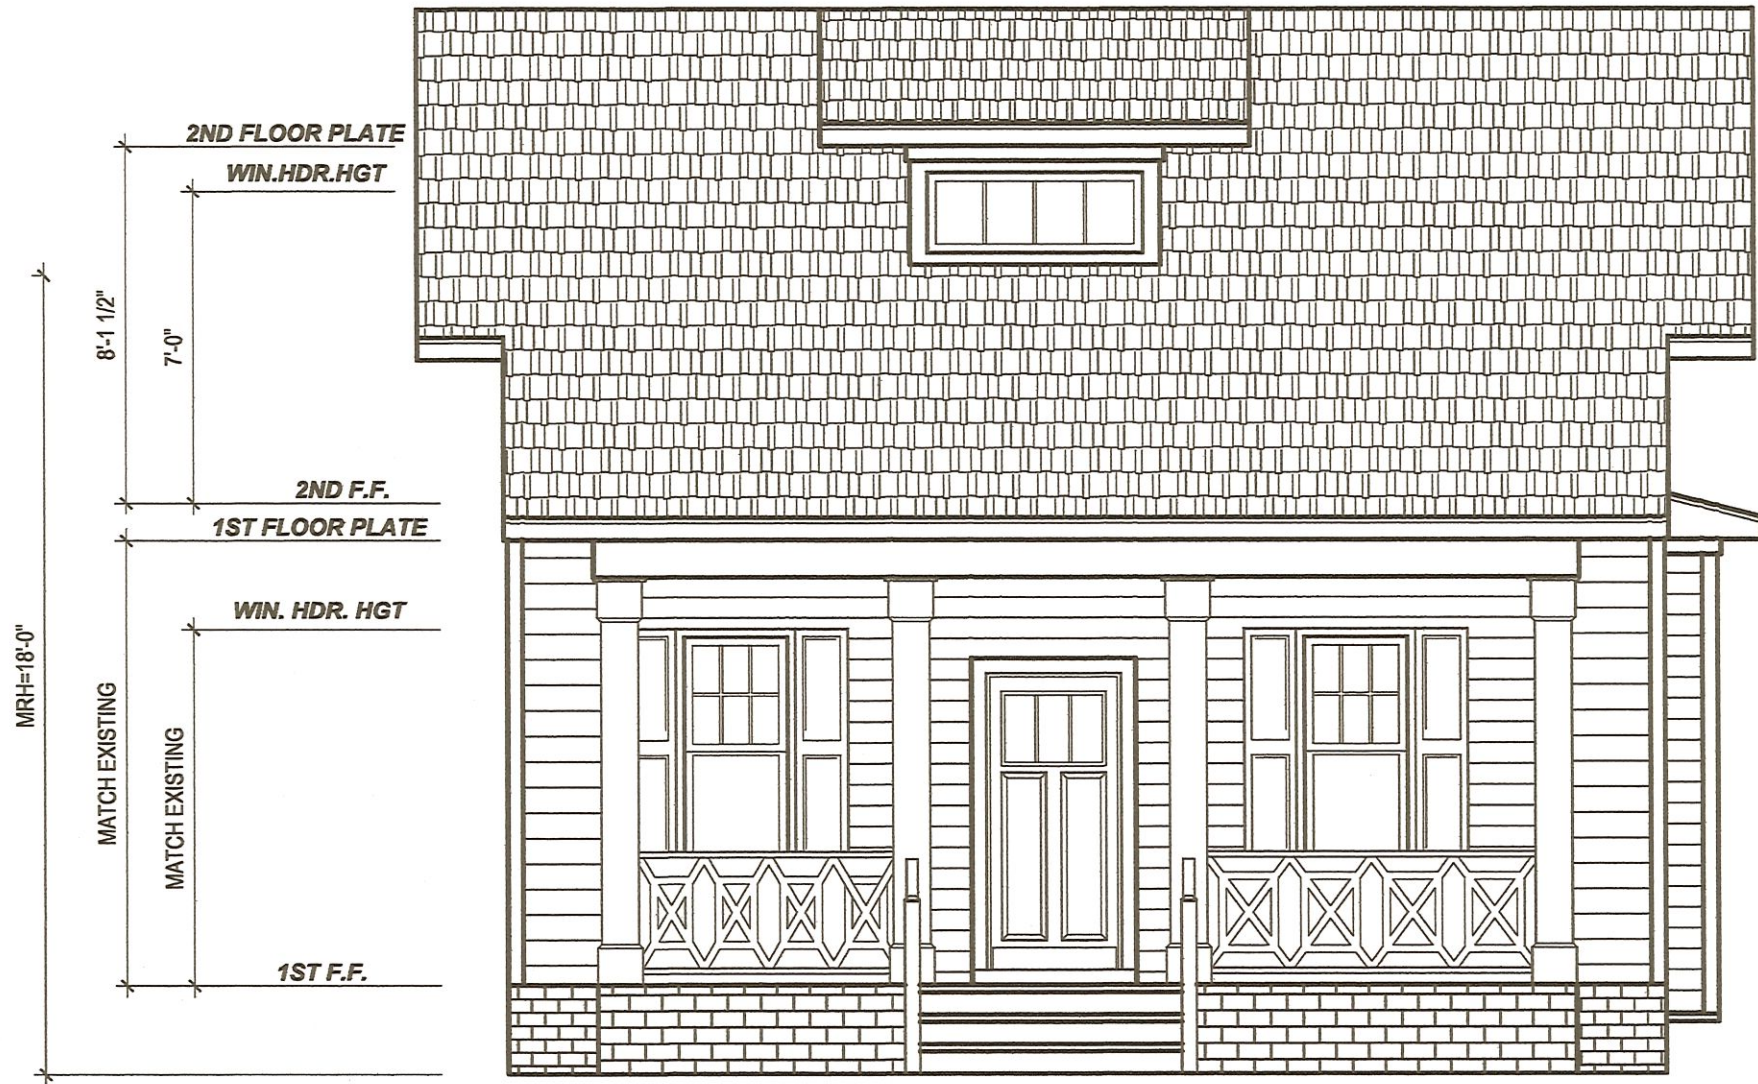 2ND FLOOR PLATE
WIN.HDR.HGT
8'-1 1/2"
7'-0"
2ND F.F.
1ST FLOOR PLATE
WIN. HDR. HGT
MRH=18'-0"
MATCH EXISTING
MATCH EXISTING
1ST F.F.